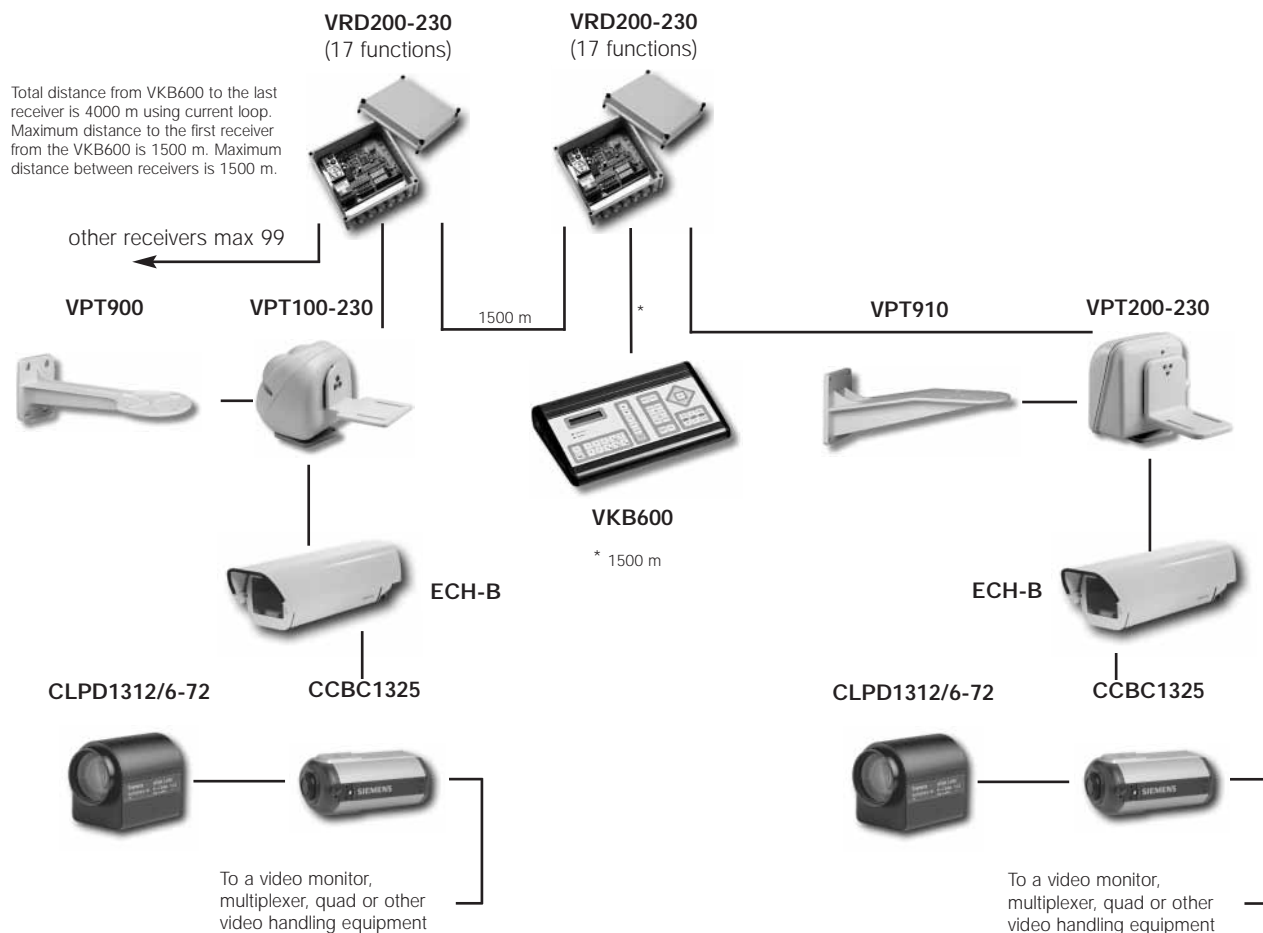 VRD200-230
(17 functions)
VRD200-230
(17 functions)
Total distance from VKB600 to the last
receiver is 4000 m using current loop.
Maximum distance to the first receiver
from the VKB600 is 1500 m. Maximum
distance between receivers is 1500 m.
other receivers max 99
VPT900
VPT100-230
1500 m
*
VPT910
VPT200-230
VKB600
* 1500 m
ECH-B
ECH-B
CLPD1312/6-72
CCBC1325
CLPD1312/6-72
CCBC1325
SIEMENS
SIEMENS
To a video monitor,
multiplexer, quad or other
video handling equipment
To a video monitor,
multiplexer, quad or other
video handling equipment